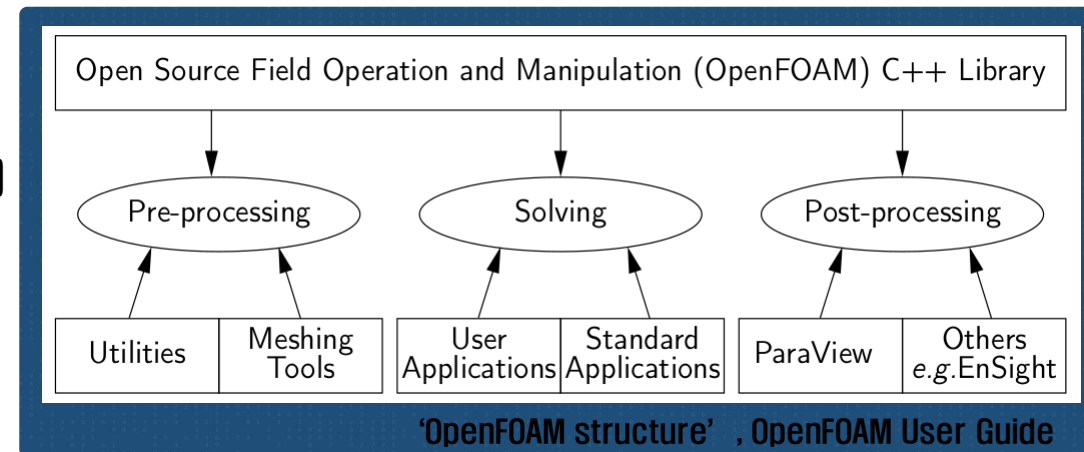 Open Source Field Operation and Manipulation (OpenFOAM) C++ Library
Pre-processing
Solving
Post-processing
Utilities
Meshing
Tools
User
Applications
Standard
Applications
ParaView
Others
e.g.EnSight
‘OpenFOAM structure’ , OpenFOAM User Guide